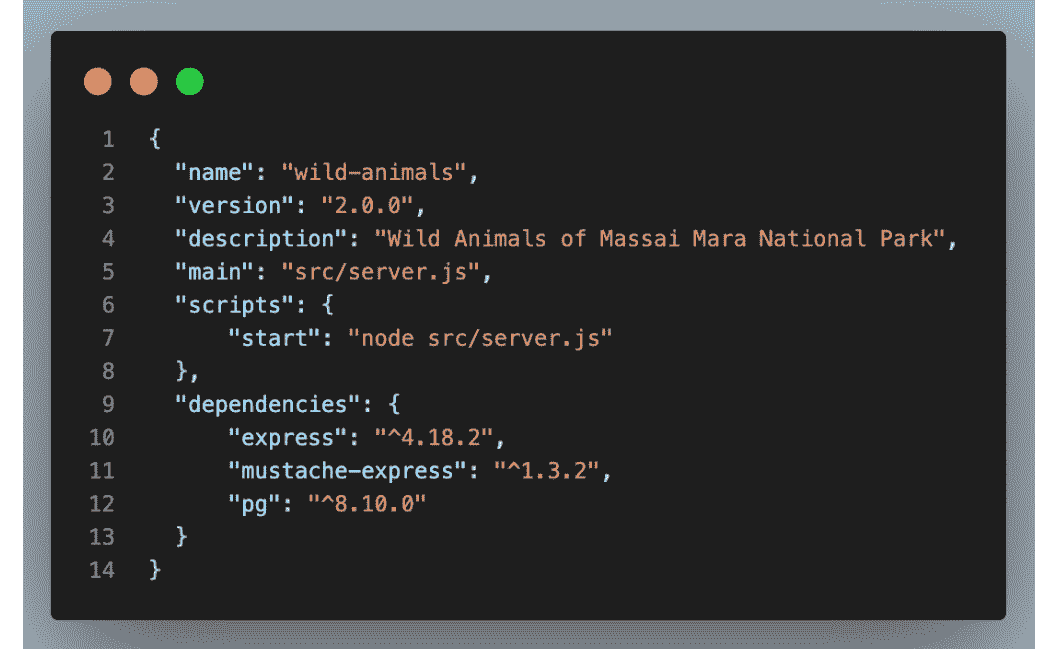 1 {
2   "name": "wild-animals",
3   "version": "2.0.0",
4   "description": "Wild Animals of Massai Mara National Park",
5   "main": "src/server.js",
6   "scripts": {
7       "start": "node src/server.js"
8   },
9   "dependencies": {
10       "express": "^4.18.2",
11       "mustache-express": "^1.3.2",
12       "pg": "^8.10.0"
13   }
14 }